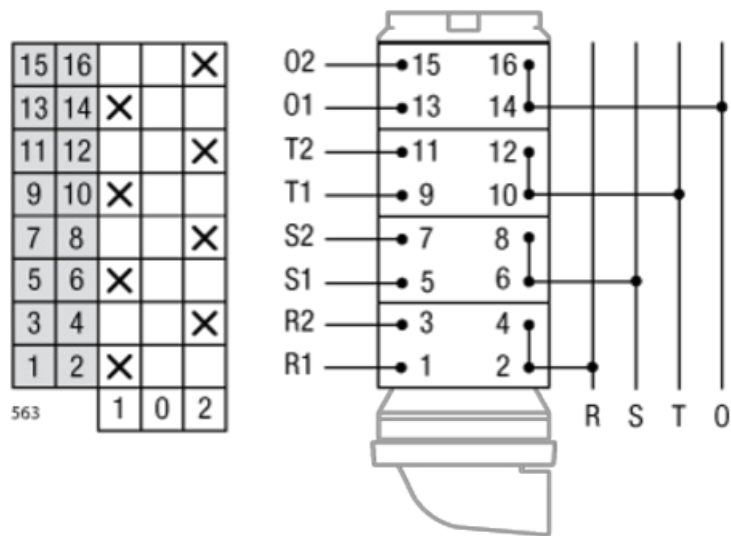 15 16 X
13 14 X
11 12 X
9 10 X
7 8 X
5 6 X
3 4 X
1 2 X
563 1 0 2
O2 15 16
O1 13 14
T2 11 12
T1 9 10
S2 7 8
S1 5 6
R2 3 4
R1 1 2
R S T O